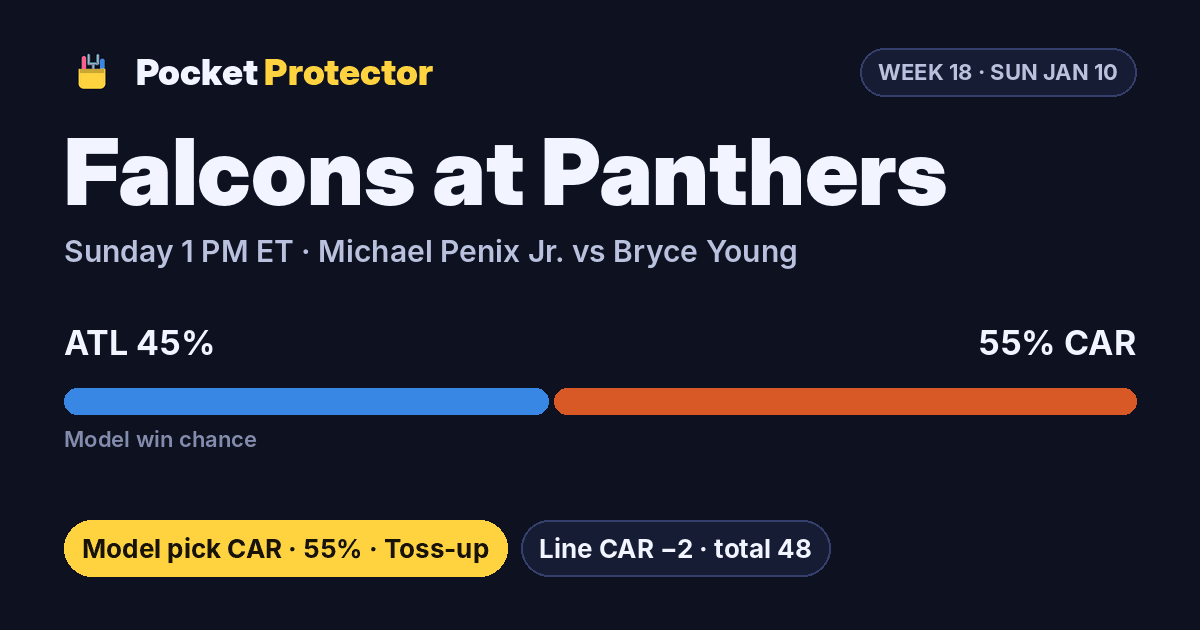 Pocket Protector
WEEK 18 · SUN JAN 10
Falcons at Panthers
Sunday 1 PM ET · Michael Penix Jr. vs Bryce Young
ATL 45%
55% CAR
Model win chance
Model pick CAR · 55% · Toss-up
Line CAR −2 · total 48